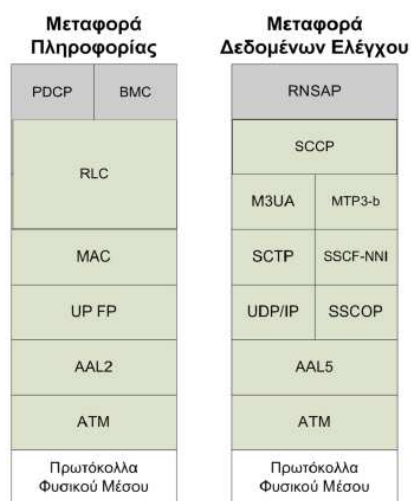 Μεταφορά
Πληροφορίας
PDCP
BMC
RLC
MAC
UP FP
AAL2
ATM
Πρωτόκολλα
Φυσικού Μέσου
Μεταφορά
Δεδομένων Ελέγχου
RNSAP
SCCP
M3UA
MTP3-b
SCTP
SSCF-NNI
UDP/IP
SSCOP
AAL5
ATM
Πρωτόκολλα
Φυσικού Μέσου